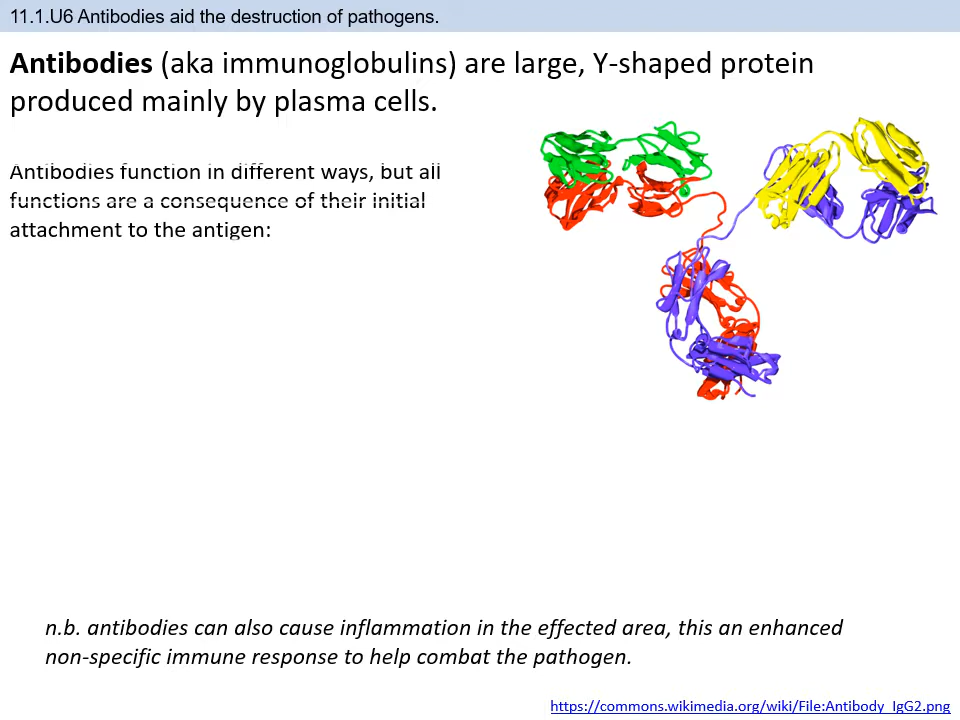 11.1.U6 Antibodies aid the destruction of pathogens.
Antibodies (aka immunoglobulins) are large, Y-shaped protein
produced mainly by plasma cells.
Antibodies function in different ways, but all
functions are a consequence of their initial
attachment to the antigen:
n.b. antibodies can also cause inflammation in the effected area, this an enhanced
non-specific immune response to help combat the pathogen.
https://commons.wikimedia.org/wiki/File:Antibody_IgG2.png